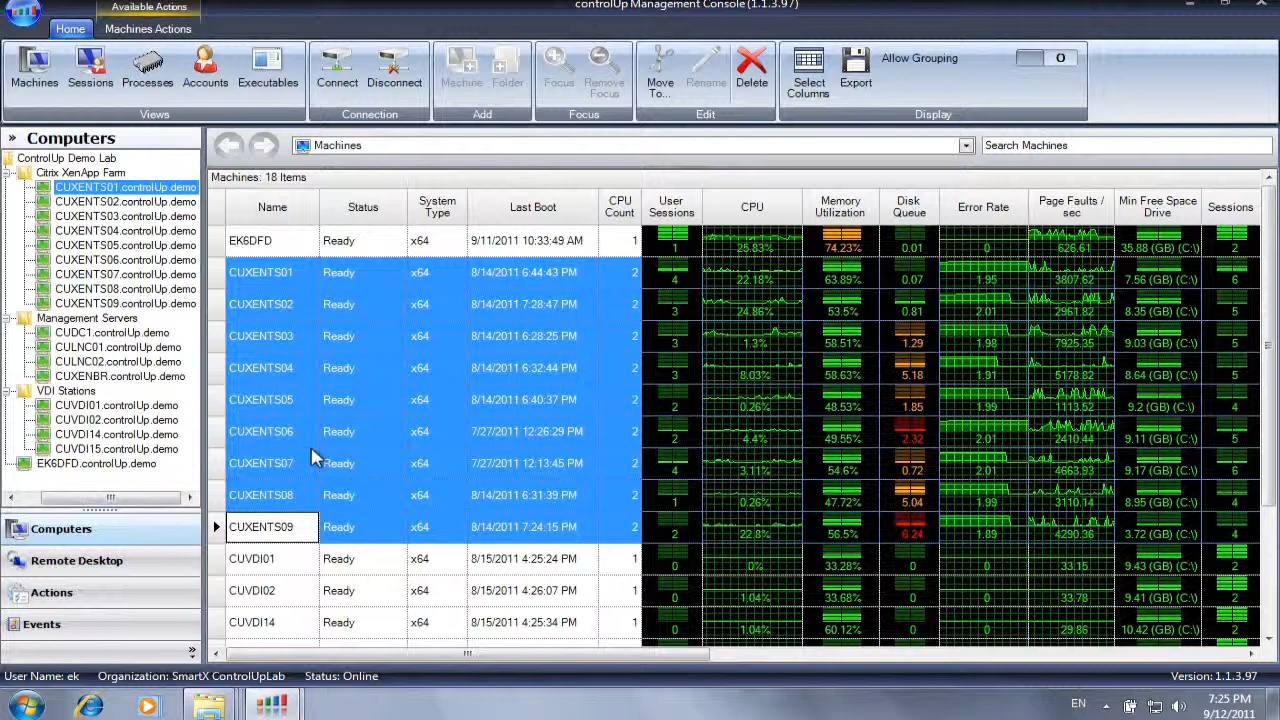 Available Actions
controlUp Management Console (1.1.3.97)
Home
Machines Actions
Machines
Sessions
Processes
Accounts
Executables
Connect
Disconnect
Machine
Folder
Focus
Remove Focus
Move To...
Rename
Delete
Select Columns
Export
Allow Grouping
O
Views
Connection
Add
Focus
Edit
Display
» Computers
ControlUp Demo Lab
Citrix XenApp Farm
CUXENTS01.controlUp.demo
CUXENTS02.controlUp.demo
CUXENTS03.controlUp.demo
CUXENTS04.controlUp.demo
CUXENTS05.controlUp.demo
CUXENTS06.controlUp.demo
CUXENTS07.controlUp.demo
CUXENTS08.controlUp.demo
CUXENTS09.controlUp.demo
Management Servers
CUDC1.controlUp.demo
CULNC01.controlUp.demo
CULNC02.controlUp.demo
CUXENBR.controlUp.demo
VDI Stations
CUVDI01.controlUp.demo
CUVDI02.controlUp.demo
CUVDI14.controlUp.demo
CUVDI15.controlUp.demo
EK6DFD.controlUp.demo
Computers
Remote Desktop
Actions
Events
Machines
Search Machines
Machines: 18 Items
Name Status System Type Last Boot CPU Count User Sessions CPU Memory Utilization Disk Queue Error Rate Page Faults / sec Min Free Space Drive Sessions
EK6DFD Ready x64 9/11/2011 10:33:49 AM 1 1 25.83% 74.23% 0.01 0 626.61 35.88 (GB) (C:\) 2
CUXENTS01 Ready x64 8/14/2011 6:44:43 PM 2 4 22.18% 63.89% 0.07 1.95 3807.62 7.56 (GB) (C:\) 6
CUXENTS02 Ready x64 8/14/2011 7:28:47 PM 2 3 24.86% 53.5% 0.81 2.01 2961.82 8.35 (GB) (C:\) 5
CUXENTS03 Ready x64 8/14/2011 6:28:25 PM 2 3 1.3% 58.51% 1.29 1.98 7925.35 9.03 (GB) (C:\) 5
CUXENTS04 Ready x64 8/14/2011 6:32:44 PM 2 3 8.03% 58.63% 5.18 1.91 5178.82 8.64 (GB) (C:\) 5
CUXENTS05 Ready x64 8/14/2011 6:40:37 PM 2 2 0.26% 48.53% 1.85 1.99 1113.52 9.2 (GB) (C:\) 4
CUXENTS06 Ready x64 7/27/2011 12:26:29 PM 2 2 4.4% 49.55% 2.32 2.01 2410.44 9.11 (GB) (C:\) 5
CUXENTS07 Ready x64 7/27/2011 12:13:45 PM 2 4 3.11% 54.6% 0.72 2.01 4663.93 9.17 (GB) (C:\) 6
CUXENTS08 Ready x64 8/14/2011 6:31:39 PM 2 1 0.26% 47.72% 5.04 1.99 3110.14 8.95 (GB) (C:\) 4
CUXENTS09 Ready x64 8/14/2011 7:24:15 PM 2 2 22.8% 56.5% 6.24 1.89 4290.36 3.72 (GB) (C:\) 4
CUVDI01 Ready x64 8/15/2011 4:25:24 PM 1 0 0% 33.28% 0 0 33.15 9.43 (GB) (C:\) 2
CUVDI02 Ready x64 8/15/2011 4:26:07 PM 1 0 1.04% 33.68% 0 0 33.78 9.41 (GB) (C:\) 2
CUVDI14 Ready x64 8/15/2011 4:25:34 PM 1 0 1.04% 60.12% 0 0 29.86 10.42 (GB) (C:\) 2
User Name: ek Organization: SmartX ControlUpLab Status: Online Version: 1.1.3.97
EN
7:25 PM
9/12/2011